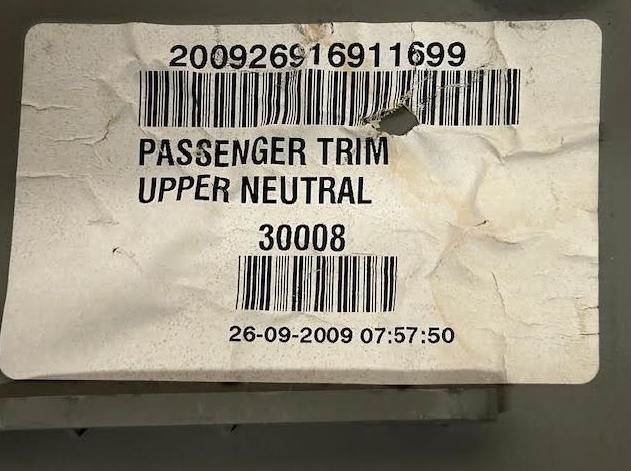 200926916911699
PASSENGER TRIM
UPPER NEUTRAL
30008
26-09-2009 07:57:50